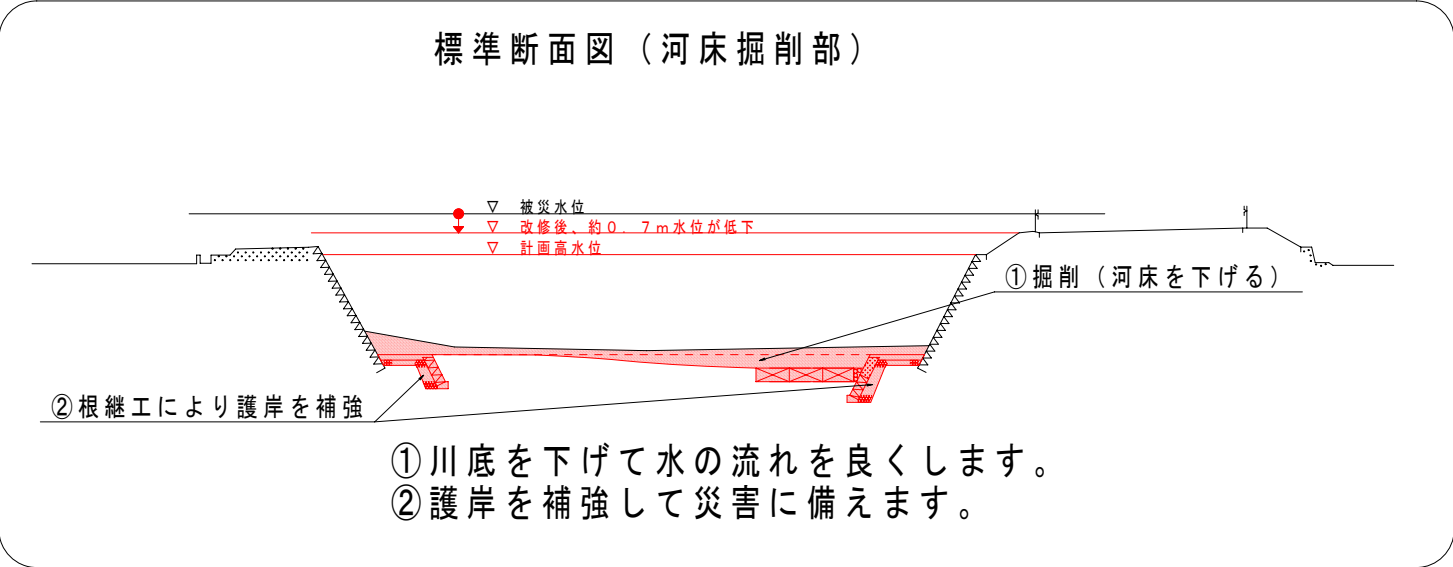 標準断面図（河床掘削部）
▽ 被災水位
▽ 改修後、約０．７ｍ水位が低下
▽ 計画高水位
①掘削（河床を下げる）
②根継工により護岸を補強
①川底を下げて水の流れを良くします。
②護岸を補強して災害に備えます。